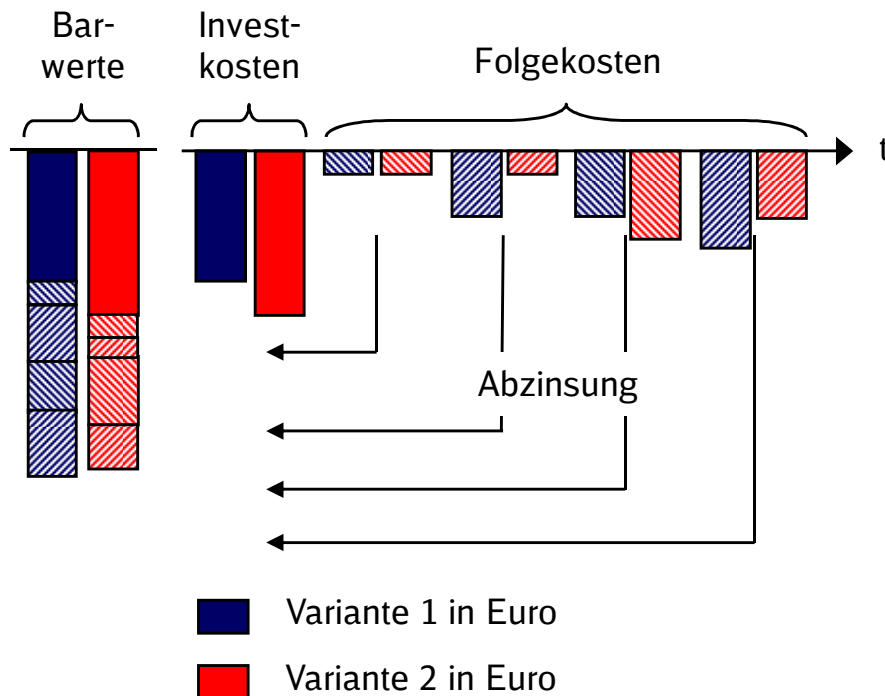 Bar-
werte
Invest-
kosten
Folgekosten
t
Abzinsung
Variante 1 in Euro
Variante 2 in Euro